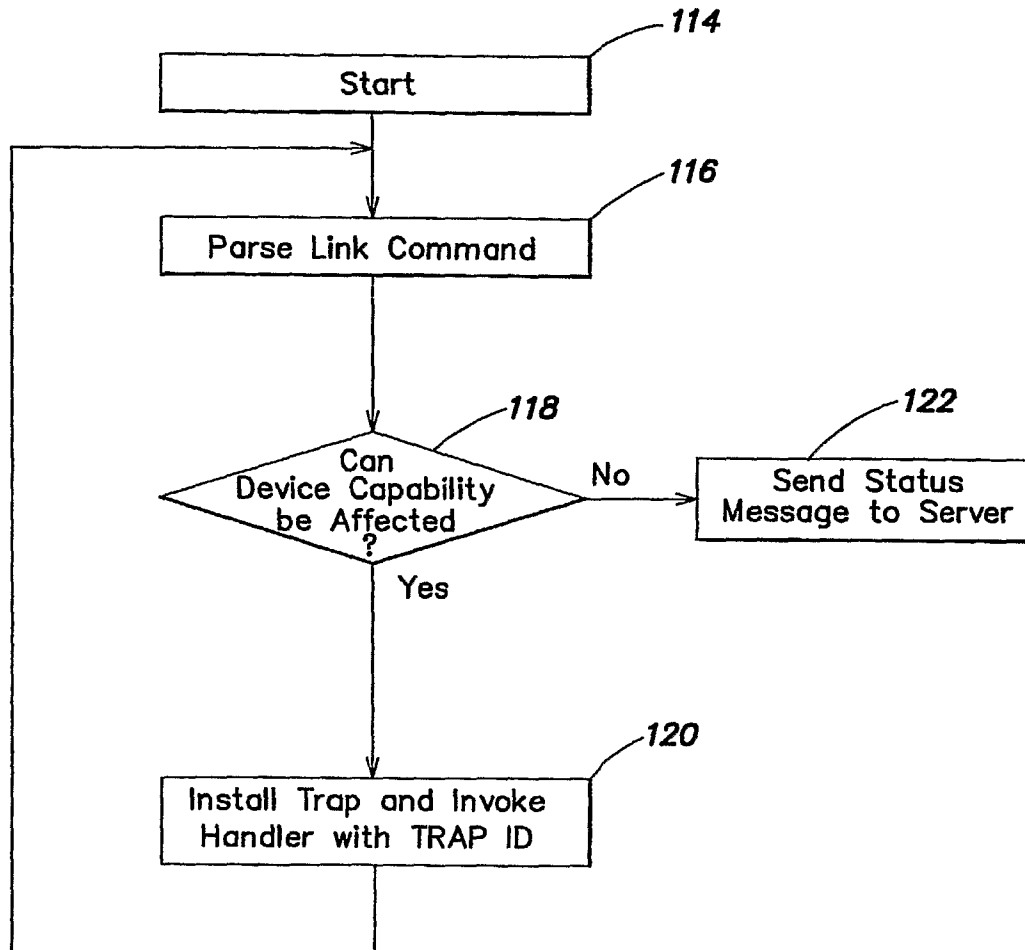 114
Start
116
Parse Link Command
118
Can
Device Capability
be Affected
?
No
122
Send Status
Message to Server
Yes
120
Install Trap and Invoke
Handler with TRAP ID